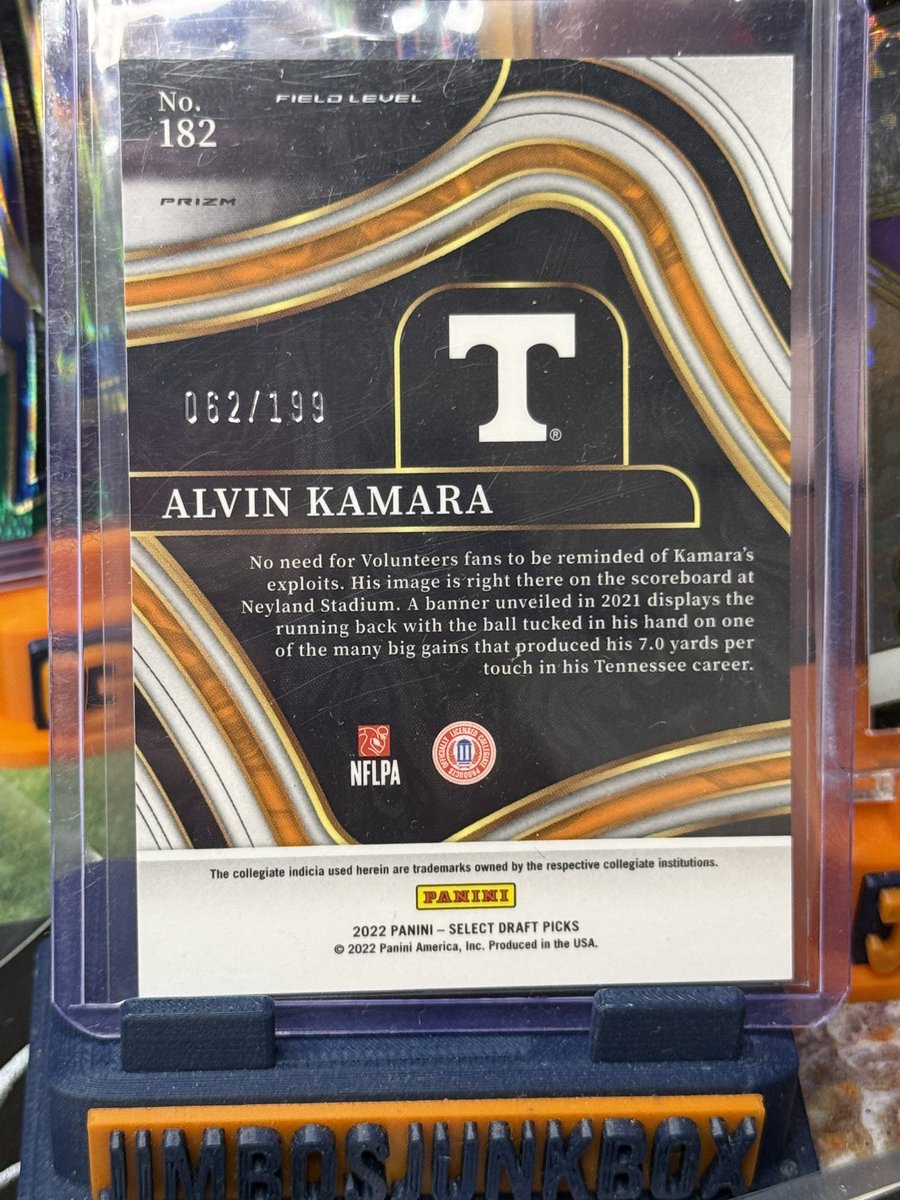 No. FIELD LEVEL
182
PRIZM
T
®
062/199
ALVIN KAMARA
No need for Volunteers fans to be reminded of Kamara's
exploits. His image is right there on the scoreboard at
Neyland Stadium. A banner unveiled in 2021 displays the
running back with the ball tucked in his hand on one
of the many big gains that produced his 7.0 yards per
touch in his Tennessee career.
NFLPA
OFFICIALLY LICENSED COLLEGIATE PRODUCTS
The collegiate indicia used herein are trademarks owned by the respective collegiate institutions.
PANINI
2022 PANINI – SELECT DRAFT PICKS
© 2022 Panini America, Inc. Produced in the USA.
JIMBOSJUNKBOX